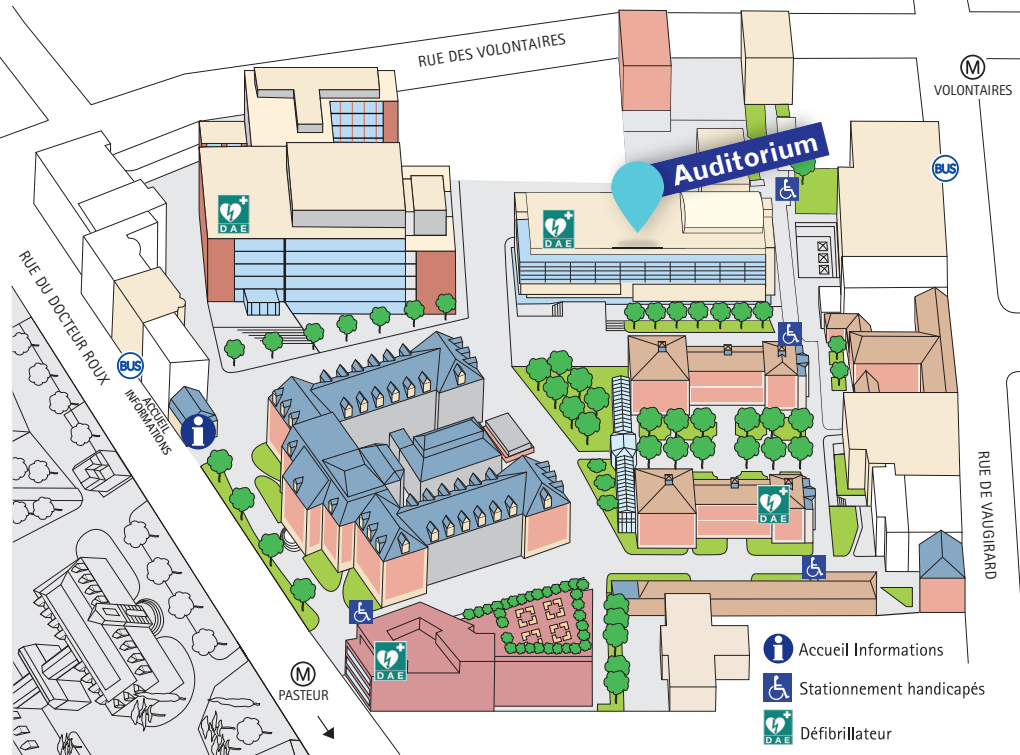 RUE DES VOLONTAIRES
M
VOLONTAIRES
Auditorium
BUS
DAE
DAE
RUE DU DOCTEUR ROUX
BUS
ACCUEIL
INFORMATIONS
i
RUE DE VAUGIRARD
DAE
DAE
M
PASTEUR
i Accueil Informations
Stationnement handicapés
DAE Défibrillateur